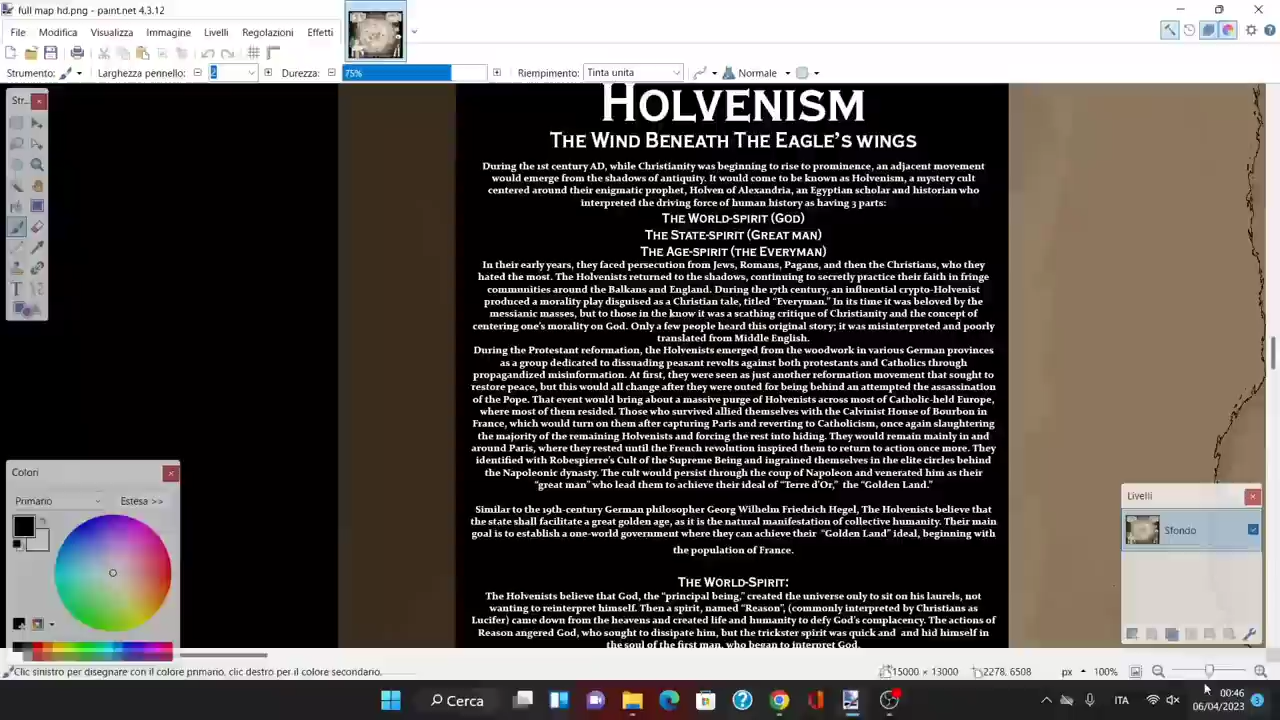 full map hd.png - paint.net 4.3.12
File Modifica Visualizza Immagine Livelli Regolazioni Effetti
Strumento: Larghezza pennello: 2 Durezza: 75% Riempimento: Tinta unita Normale
Str...
HOLVENISM
THE WIND BENEATH THE EAGLE'S WINGS
During the 1st century AD, while Christianity was beginning to rise to prominence, an adjacent movement
would emerge from the shadows of antiquity. It would come to be known as Holvenism, a mystery cult
centered around their enigmatic prophet, Holven of Alexandria, an Egyptian scholar and historian who
interpreted the driving force of human history as having 3 parts:
THE WORLD-SPIRIT (GOD)
THE STATE-SPIRIT (GREAT MAN)
THE AGE-SPIRIT (THE EVERYMAN)
In their early years, they faced persecution from Jews, Romans, Pagans, and then the Christians, who they
hated the most. The Holvenists returned to the shadows, continuing to secretly practice their faith in fringe
communities around the Balkans and England. During the 17th century, an influential crypto-Holvenist
produced a morality play disguised as a Christian tale, titled "Everyman." In its time it was beloved by the
messianic masses, but to those in the know it was a scathing critique of Christianity and the concept of
centering one's morality on God. Only a few people heard this original story; it was misinterpreted and poorly
translated from Middle English.
During the Protestant reformation, the Holvenists emerged from the woodwork in various German provinces
as a group dedicated to dissuading peasant revolts against both protestants and Catholics through
propagandized misinformation. At first, they were seen as just another reformation movement that sought to
restore peace, but this would all change after they were outed for being behind an attempted the assassination
of the Pope. That event would bring about a massive purge of Holvenists across most of Catholic-held Europe,
where most of them resided. Those who survived allied themselves with the Calvinist House of Bourbon in
France, which would turn on them after capturing Paris and reverting to Catholicism, once again slaughtering
the majority of the remaining Holvenists and forcing the rest into hiding. They would remain mainly in and
around Paris, where they rested until the French revolution inspired them to return to action once more. They
identified with Robespierre's Cult of the Supreme Being and ingrained themselves in the elite circles behind
the Napoleonic dynasty. The cult would persist through the coup of Napoleon and venerated him as their
"great man" who lead them to achieve their ideal of "Terre d'Or," the "Golden Land."
Similar to the 19th-century German philosopher Georg Wilhelm Friedrich Hegel, The Holvenists believe that
the state shall facilitate a great golden age, as it is the natural manifestation of collective humanity. Their main
goal is to establish a one-world government where they can achieve their "Golden Land" ideal, beginning with
the population of France.
THE WORLD-SPIRIT:
The Holvenists believe that God, the "principal being," created the universe only to sit on his laurels, not
wanting to reinterpret himself. Then a spirit, named "Reason", (commonly interpreted by Christians as
Lucifer) came down from the heavens and created life and humanity to defy God's complacency. The actions of
Reason angered God, who sought to dissipate him, but the trickster spirit was quick and and hid himself in
the soul of the first man, who began to interpret God.
Colori
Primario Estesa >>
Livelli
Sfondo
Clic sinistro per disegnare con il colore primario, clic destro per il colore secondario.
15000 × 13000 2278, 6508 px 100%
Cerca
ITA
00:46
06/04/2023
3